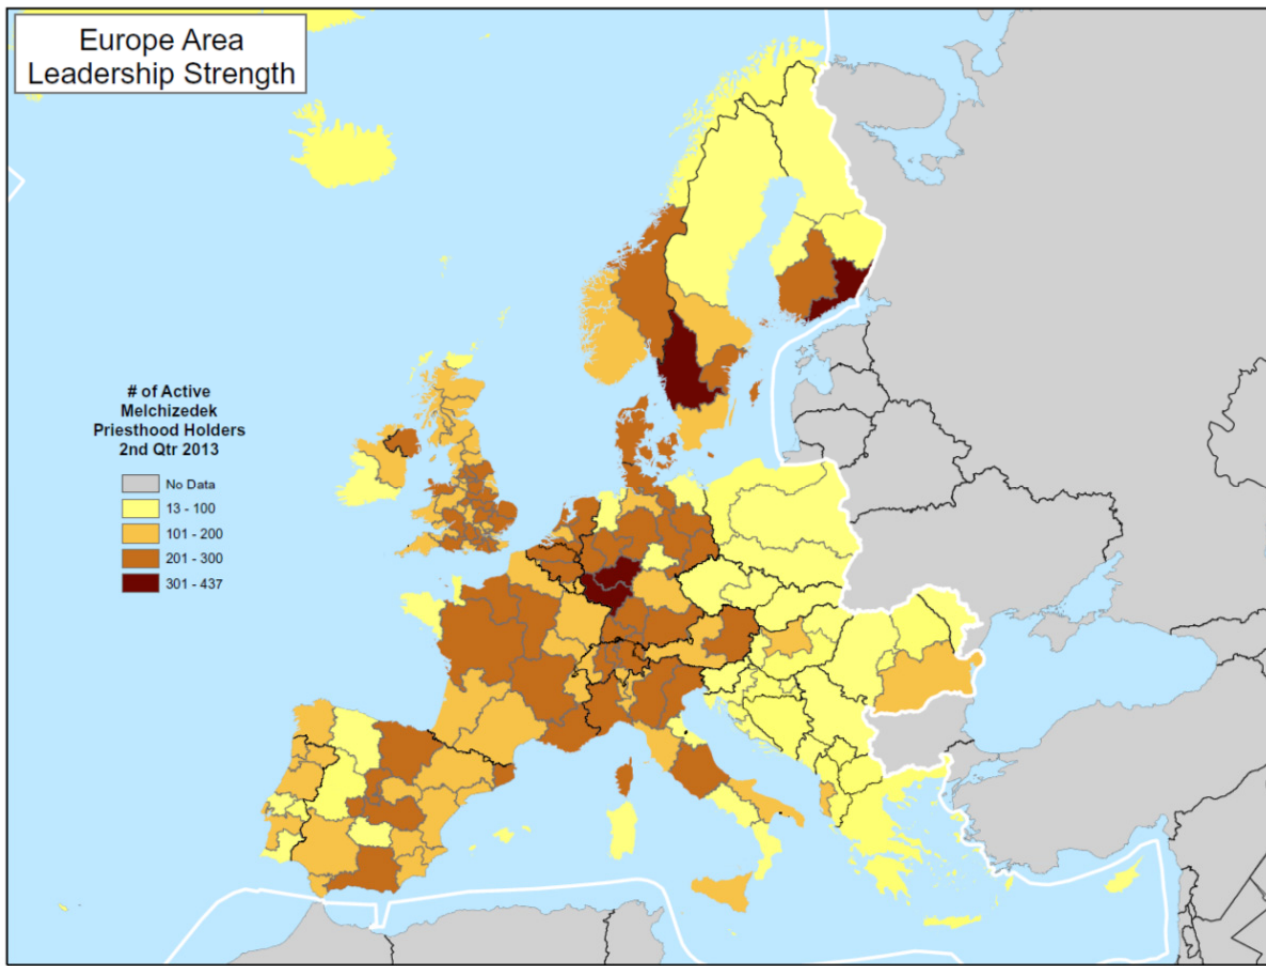 Europe Area
Leadership Strength
# of Active
Melchizedek
Priesthood Holders
2nd Qtr 2013
No Data
13 - 100
101 - 200
201 - 300
301 - 437